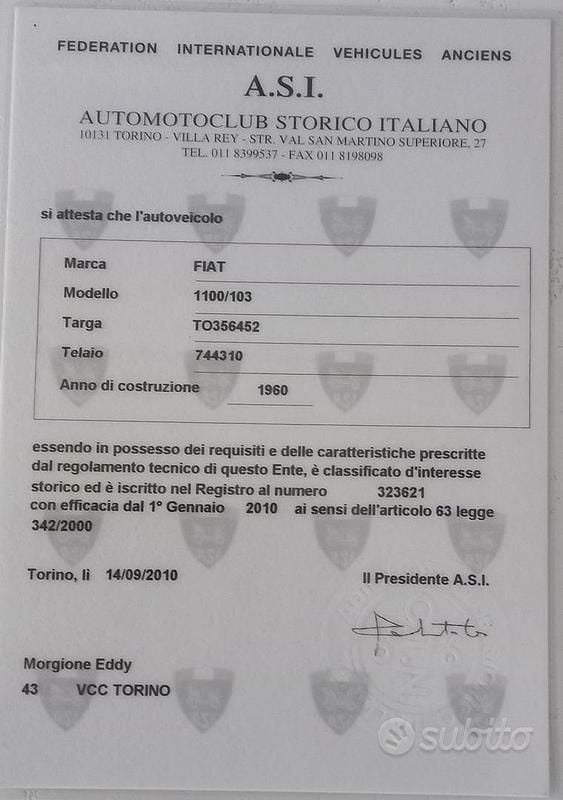 FEDERATION INTERNATIONALE VEHICULES ANCIENS
A.S.I.
AUTOMOTOCLUB STORICO ITALIANO
10131 TORINO - VILLA REY - STR. VAL SAN MARTINO SUPERIORE, 27
TEL. 011 8399537 - FAX 011 8198098
si attesta che l'autoveicolo
Marca FIAT
Modello 1100/103
Targa TO356452
Telaio 744310
Anno di costruzione 1960
essendo in possesso dei requisiti e delle caratteristiche prescritte
dal regolamento tecnico di questo Ente, è classificato d'interesse
storico ed è iscritto nel Registro al numero 323621
con efficacia dal 1° Gennaio 2010 ai sensi dell'articolo 63 legge
342/2000
Torino, lì 14/09/2010 Il Presidente A.S.I.
Morgione Eddy
43 VCC TORINO
subito